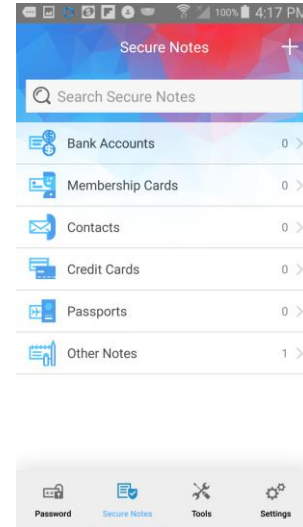 100% 4:17 PM
Secure Notes
Search Secure Notes
Bank Accounts 0
Membership Cards 0
Contacts 0
Credit Cards 0
Passports 0
Other Notes 1
Password Secure Notes Tools Settings